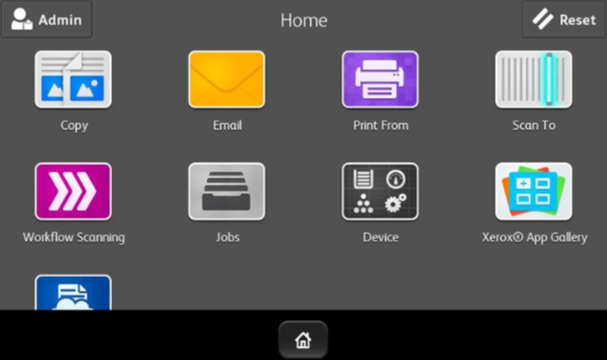 Admin
Home
Reset
Copy
Email
Print From
Scan To
Workflow Scanning
Jobs
Device
Xerox® App Gallery